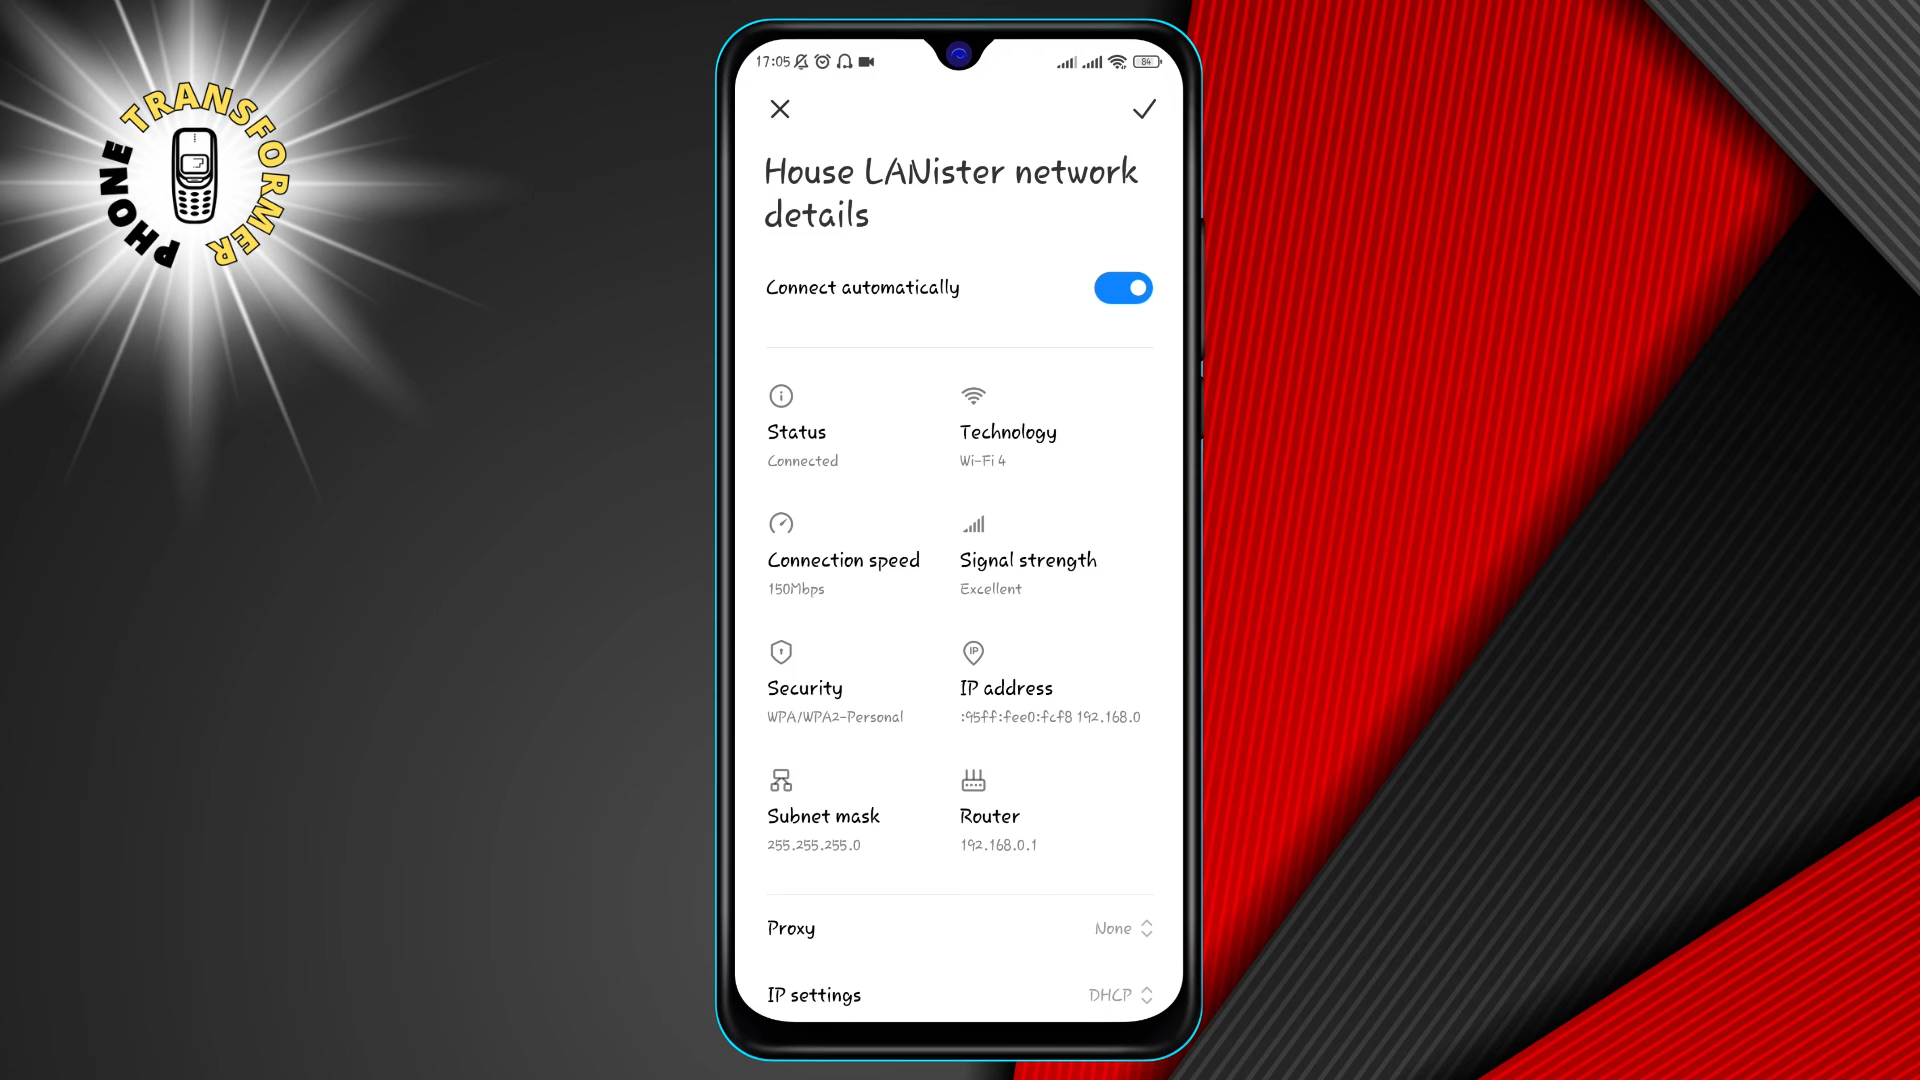 PHONE TRANSFORMER
17:05
84
House LANister network
details
Connect automatically
Status
Technology
Connected
Wi-Fi 4
Connection speed
Signal strength
150Mbps
Excellent
Security
IP
IP address
WPA/WPA2-Personal
:95ff:fee0:fcf8 192.168.0
Subnet mask
Router
255.255.255.0
192.168.0.1
Proxy
None
IP settings
DHCP